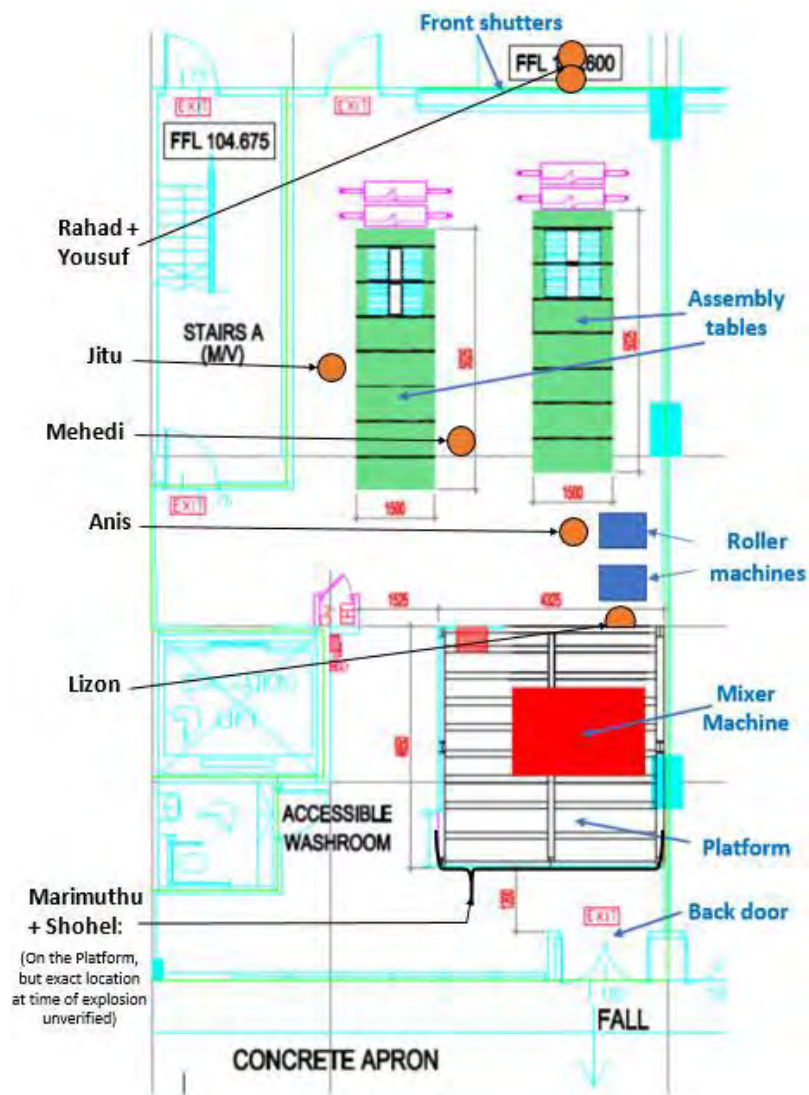 Front shutters
EXIT
EXIT
FFL 104.675
Rahad +
Yousuf
Assembly
tables
STAIRS A
(M/V)
Jitu
Mehedi
EXIT
1500
1500
Anis
Roller
machines
1525
4325
Lizon
Mixer
Machine
ACCESSIBLE
WASHROOM
Platform
Marimuthu
+ Shohel:
(On the Platform,
but exact location
at time of explosion
unverified)
EXIT
Back door
FALL
CONCRETE APRON